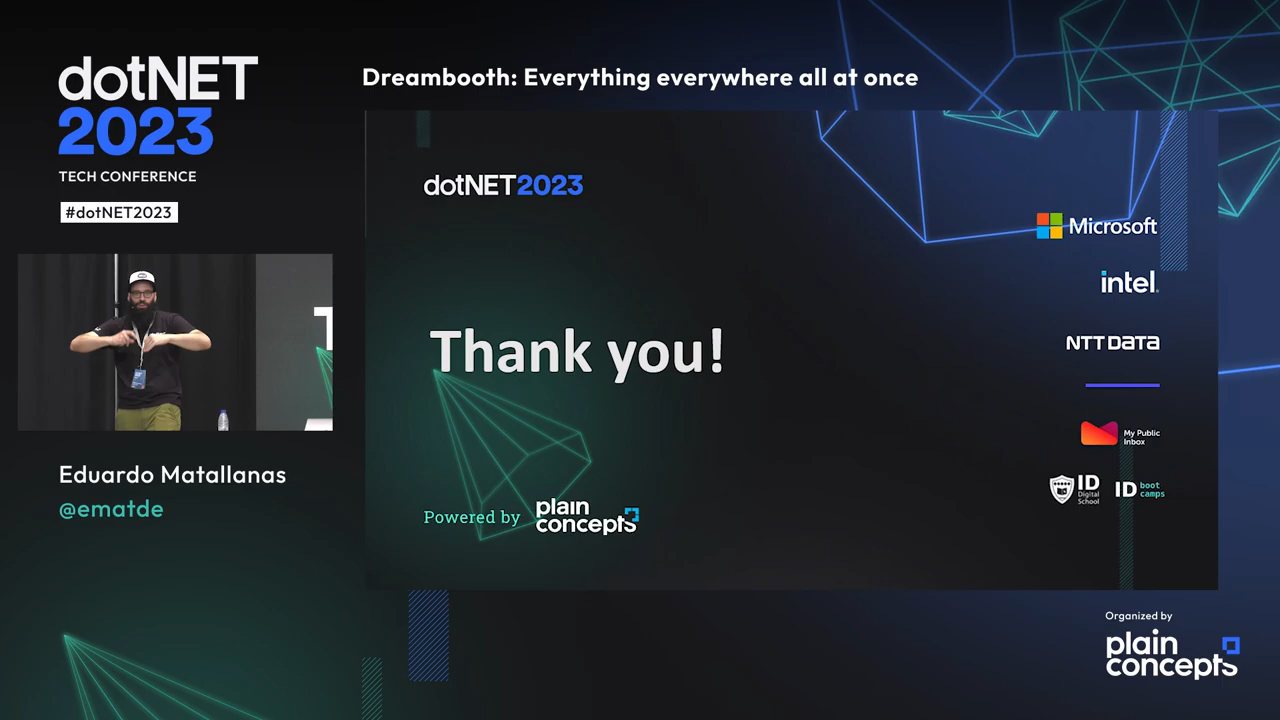 dotNET
2023
TECH CONFERENCE
#dotNET2023
Eduardo Matallanas
@ematde
Dreambooth: Everything everywhere all at once
dotNET2023
Thank you!
Powered by plain concepts
Microsoft
intel.
NTT DATA
My Public
Inbox
ID
Digital
School
ID boot
camps
Organized by
plain
concepts